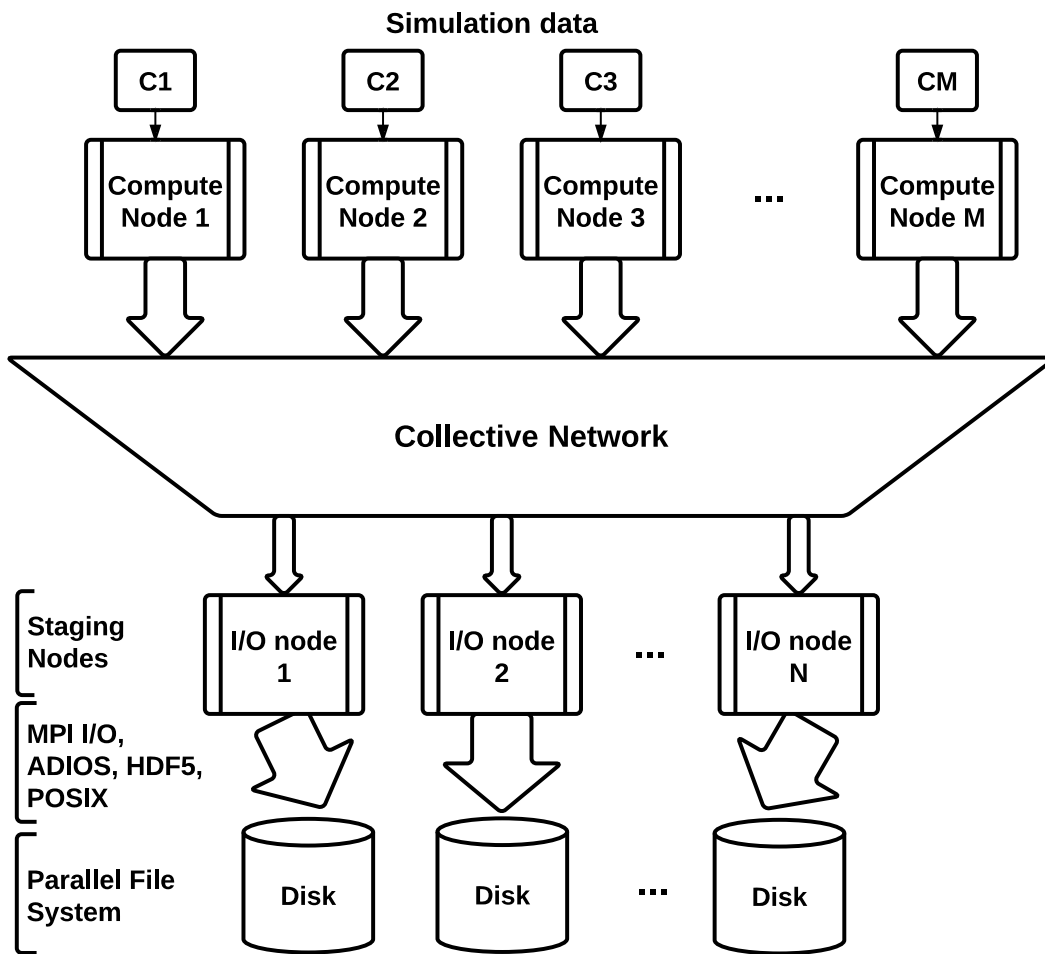 Simulation data
C1
C2
C3
CM
Compute
Node 1
Compute
Node 2
Compute
Node 3
...
Compute
Node M
Collective Network
Staging
Nodes
I/O node
1
I/O node
2
...
I/O node
N
MPI I/O,
ADIOS, HDF5,
POSIX
Parallel File
System
Disk
Disk
...
Disk